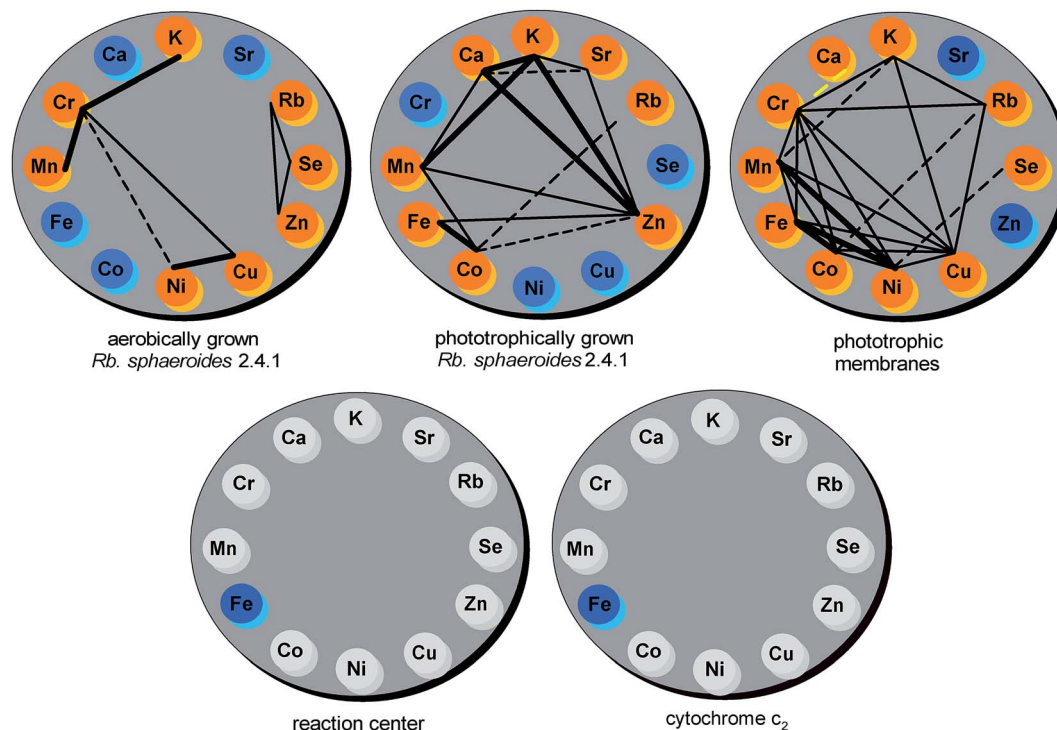 K
Ca
Sr
Cr
Rb
Mn
Se
Fe
Zn
Co
Cu
Ni
aerobically grown
Rb. sphaeroides 2.4.1
K
Ca
Sr
Cr
Rb
Mn
Se
Fe
Zn
Co
Cu
Ni
phototrophically grown
Rb. sphaeroides 2.4.1
K
Ca
Sr
Cr
Rb
Mn
Se
Fe
Zn
Co
Cu
Ni
phototrophic
membranes
K
Ca
Sr
Cr
Rb
Mn
Se
Fe
Zn
Co
Cu
Ni
reaction center
K
Ca
Sr
Cr
Rb
Mn
Se
Fe
Zn
Co
Cu
Ni
cytochrome c₂